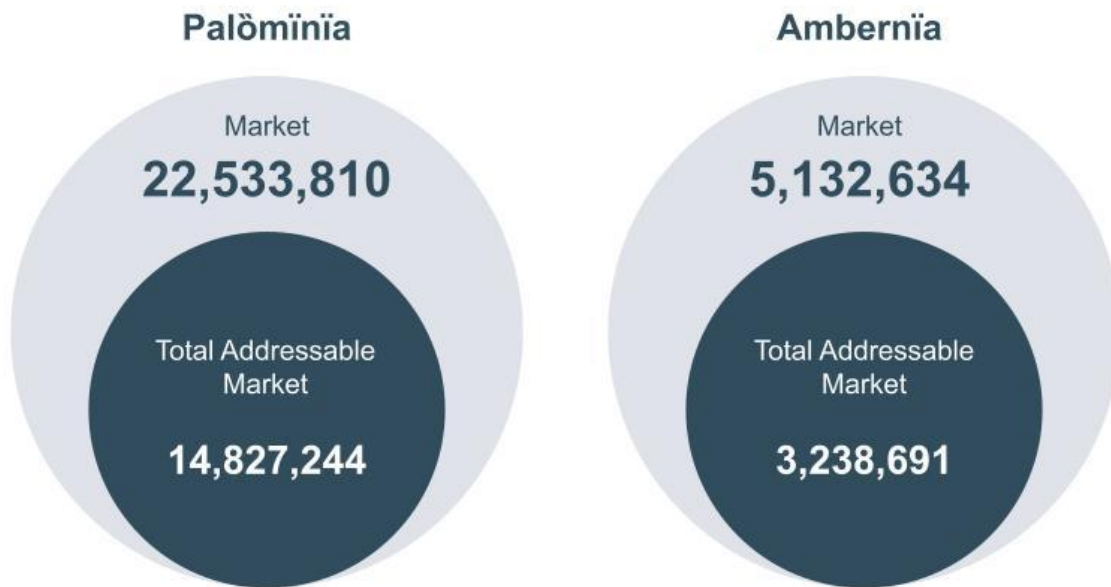 Palòmïnïa
Market
22,533,810
Total Addressable
Market
14,827,244
Ambernïa
Market
5,132,634
Total Addressable
Market
3,238,691